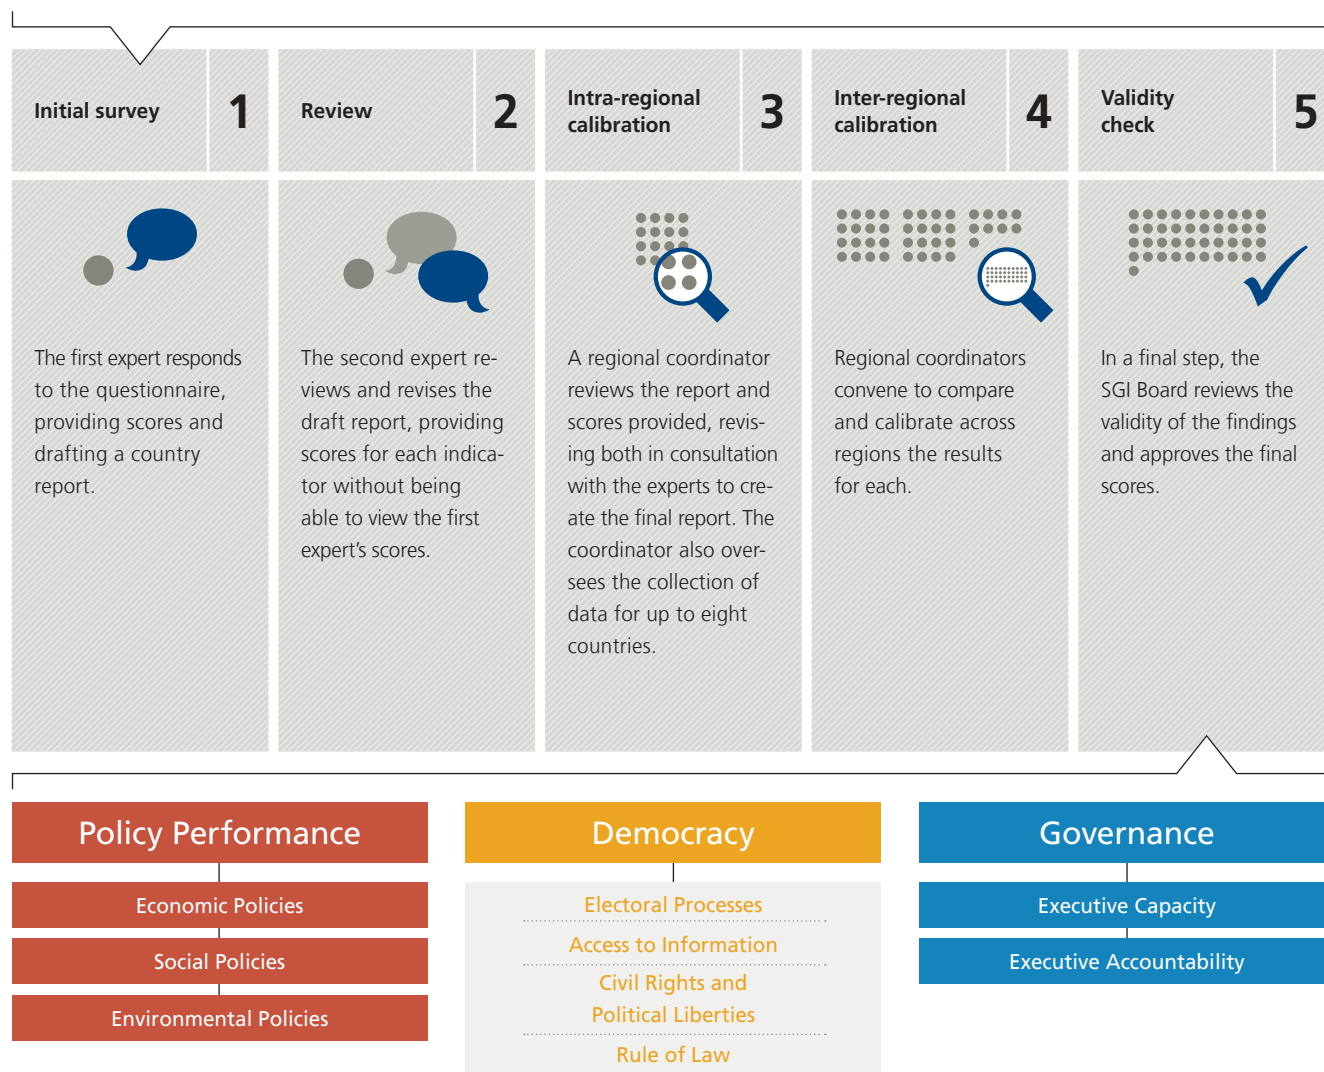 Initial survey
1
Review
2
Intra-regional
calibration
3
Inter-regional
calibration
4
Validity
check
5
The first expert responds
to the questionnaire,
providing scores and
drafting a country
report.
The second expert re-
views and revises the
draft report, providing
scores for each indica-
tor without being
able to view the first
expert’s scores.
A regional coordinator
reviews the report and
scores provided, revis-
ing both in consultation
with the experts to cre-
ate the final report. The
coordinator also over-
sees the collection of
data for up to eight
countries.
Regional coordinators
convene to compare
and calibrate across
regions the results
for each.
In a final step, the
SGI Board reviews the
validity of the findings
and approves the final
scores.
Policy Performance
Economic Policies
Social Policies
Environmental Policies
Democracy
Electoral Processes
Access to Information
Civil Rights and
Political Liberties
Rule of Law
Governance
Executive Capacity
Executive Accountability